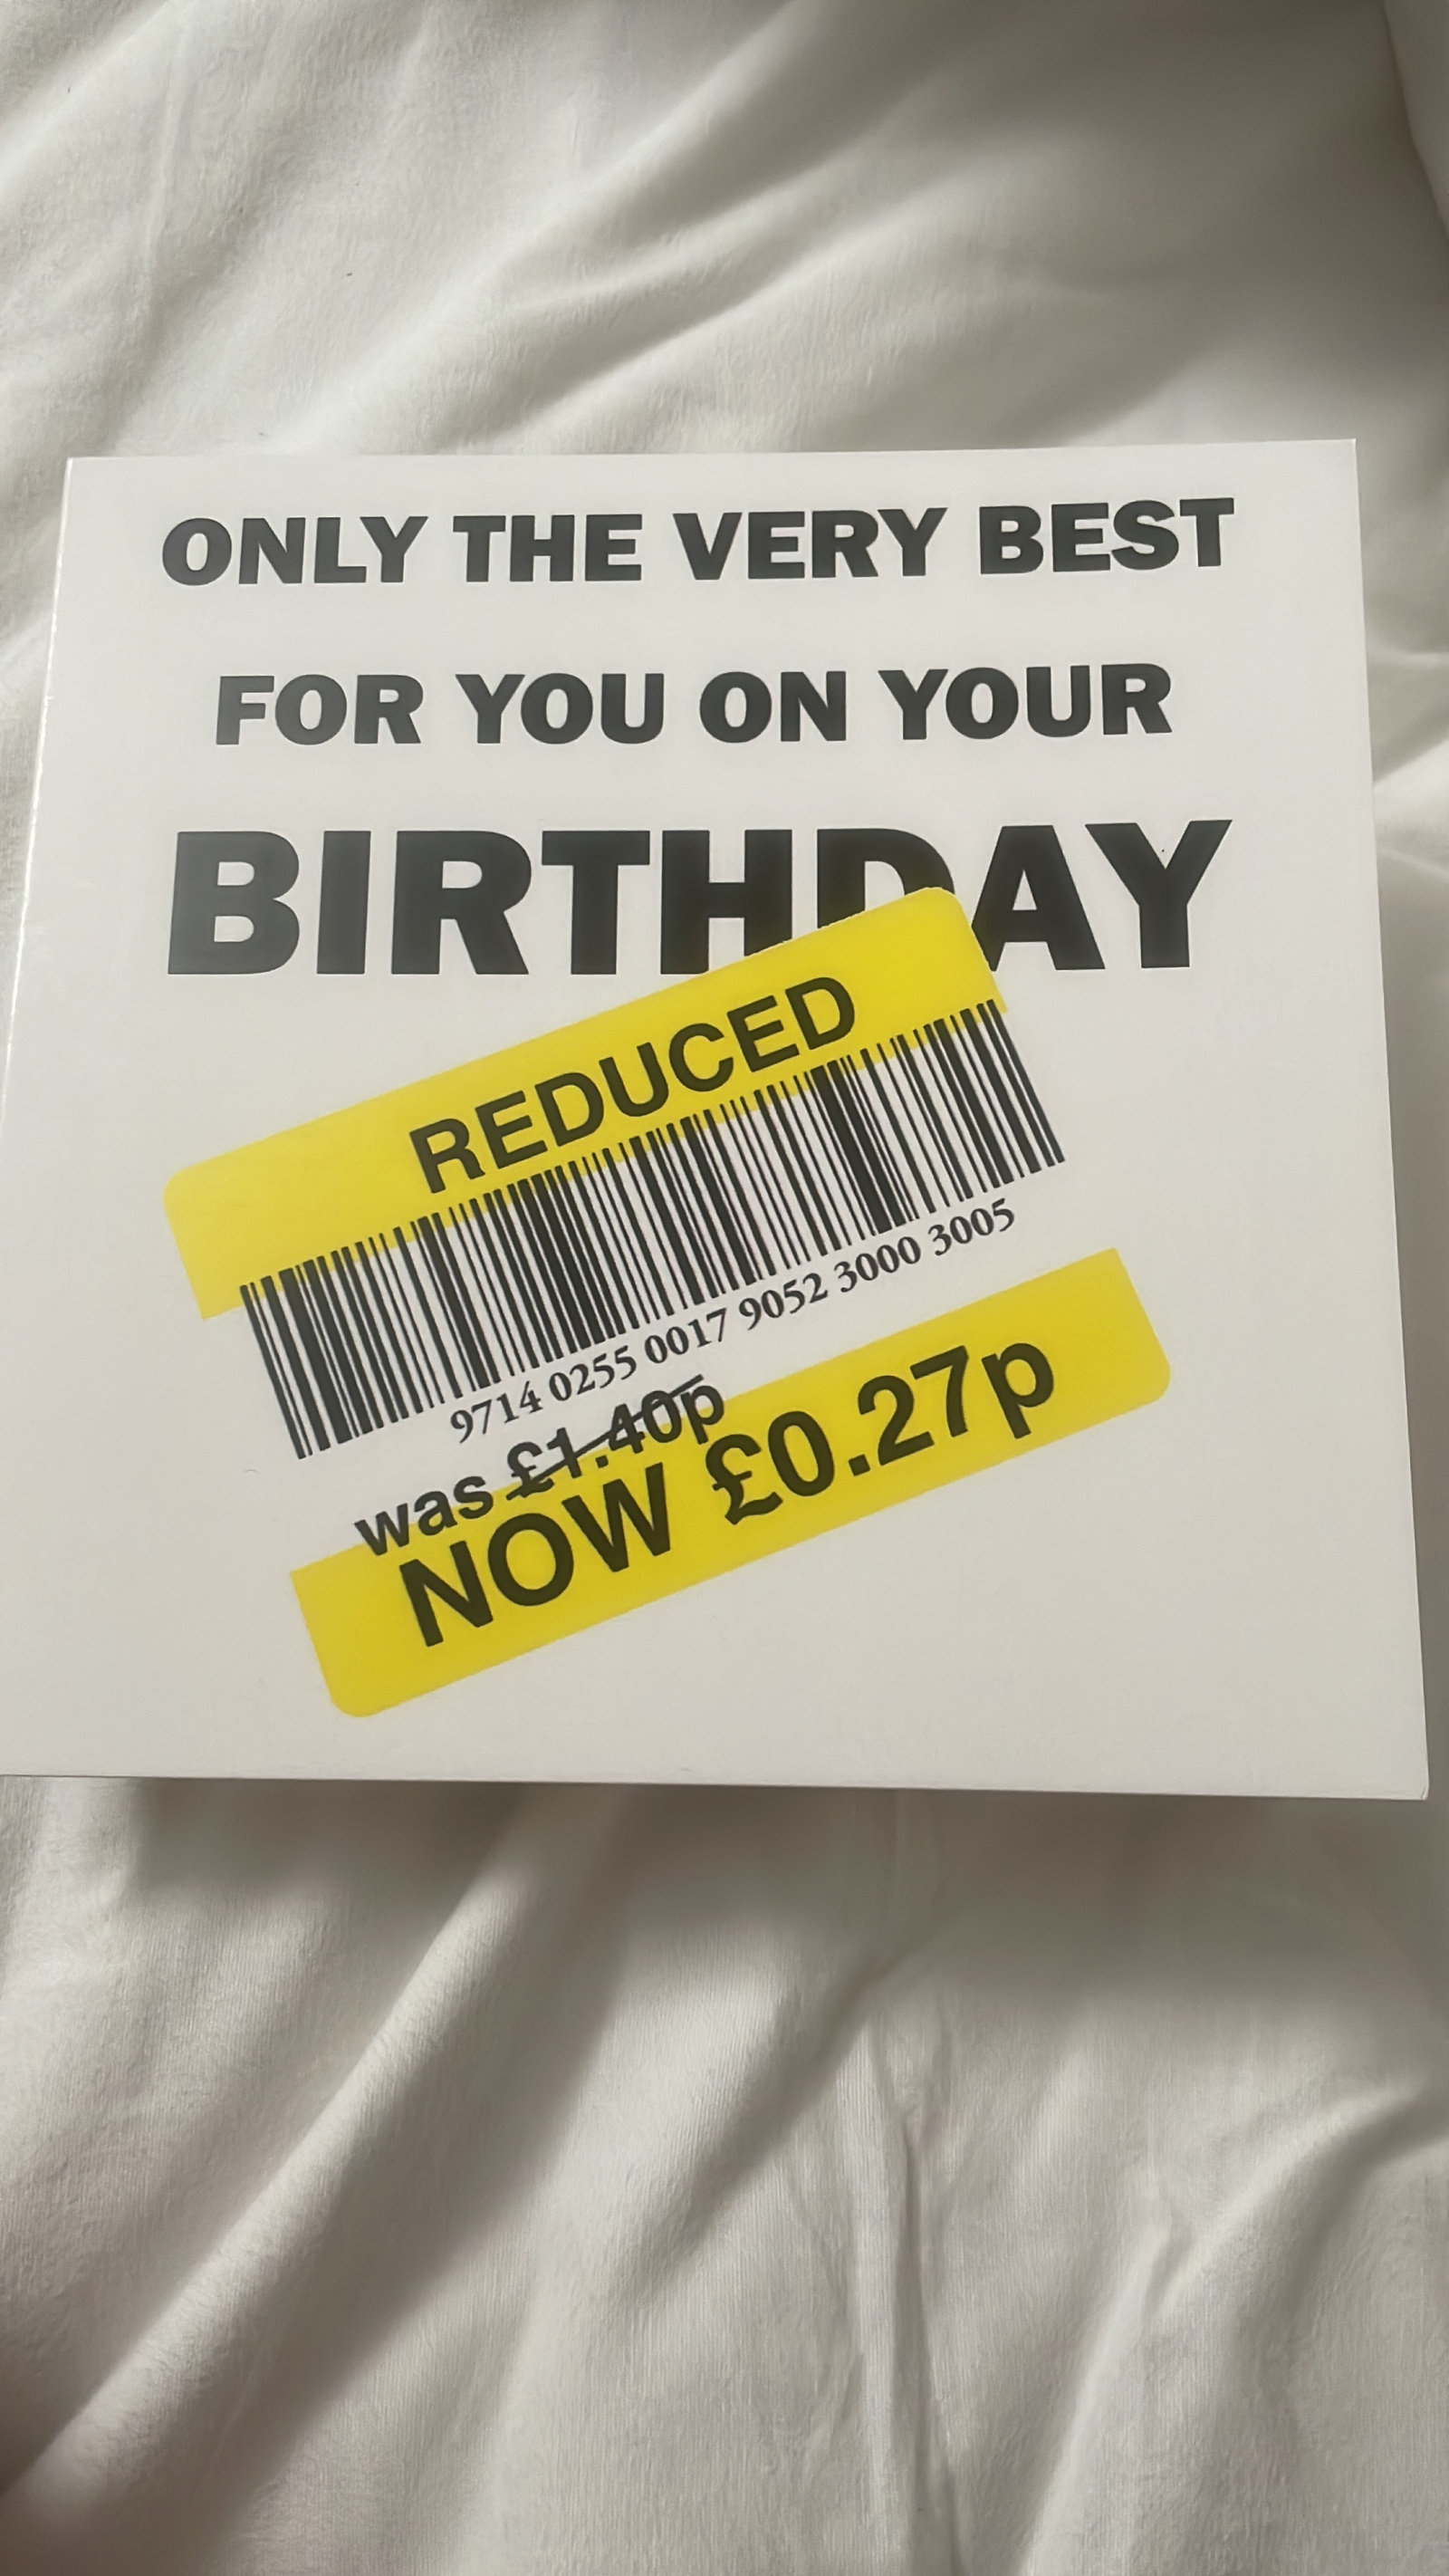 ONLY THE VERY BEST
FOR YOU ON YOUR
BIRTHDAY
REDUCED
9714 0255 0017 9052 3000 3005
was £1.40p
NOW £0.27p